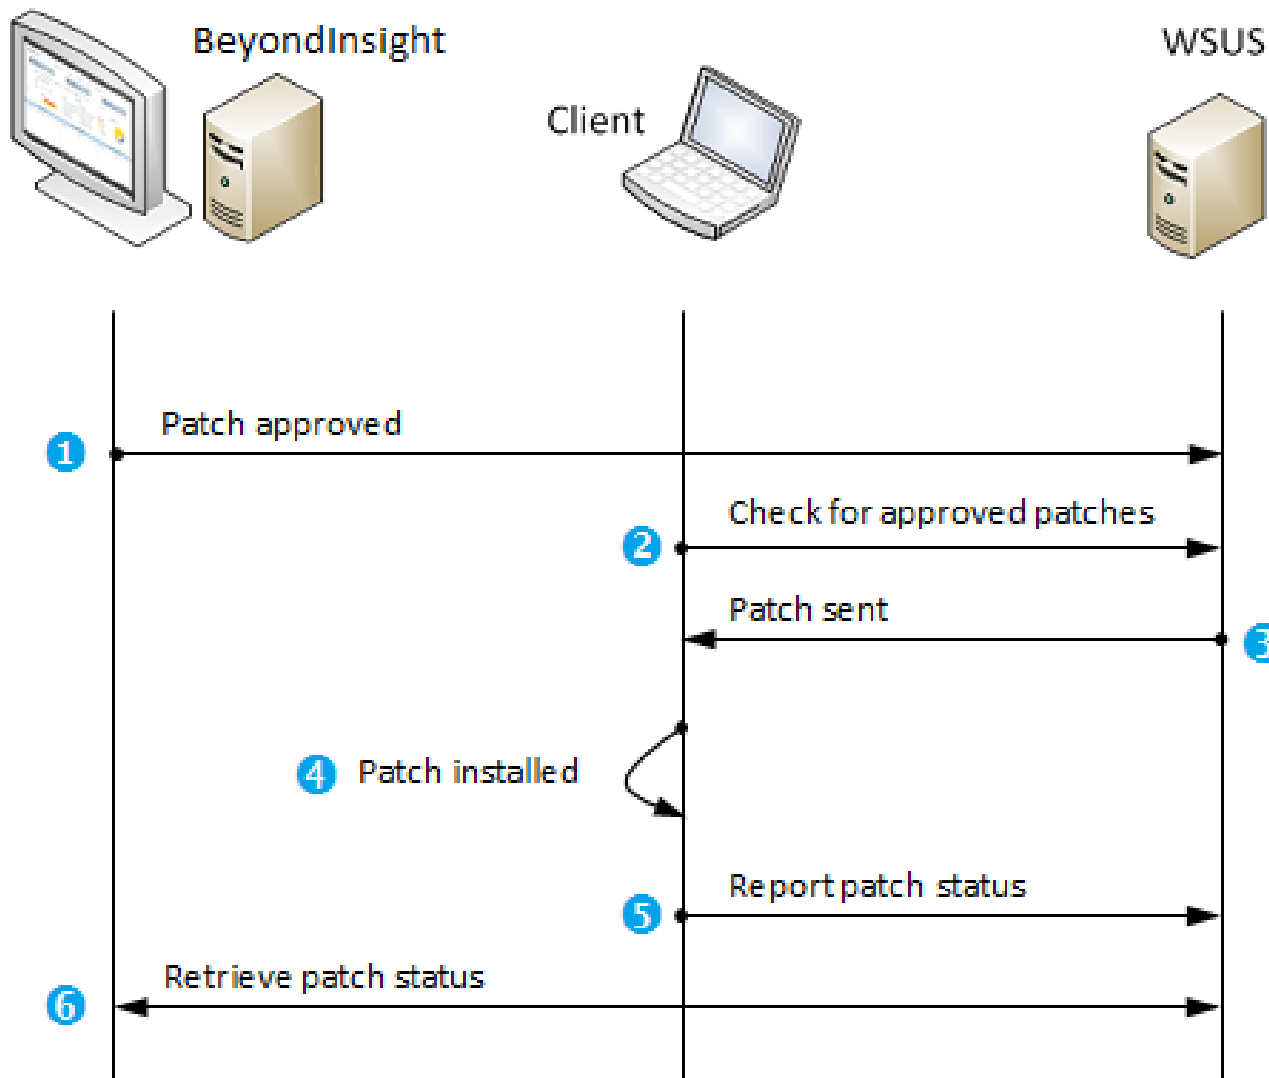 BeyondInsight
WSUS
Client
Patch approved
1
Check for approved patches
2
Patch sent
3
4 Patch installed
Report patch status
5
Retrieve patch status
6